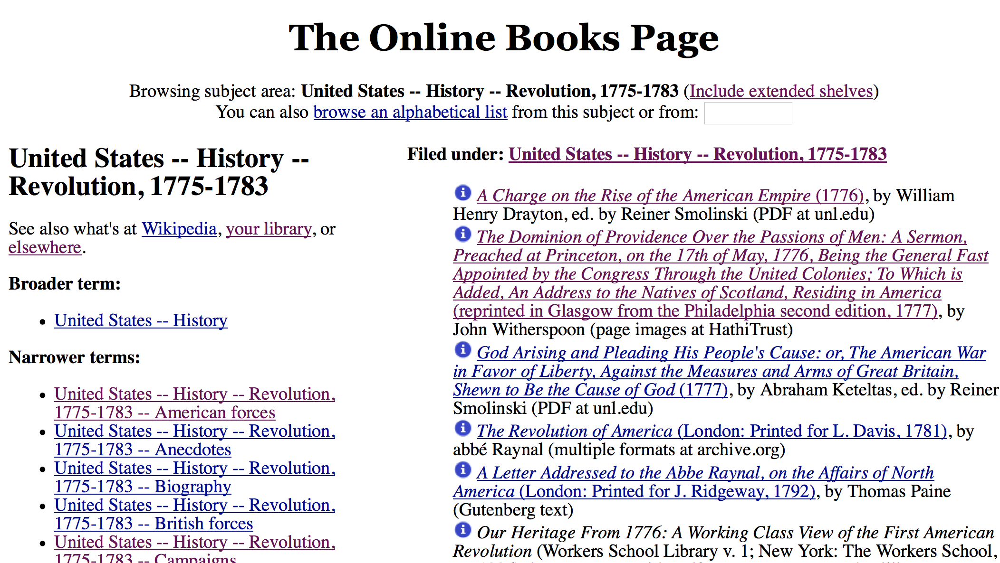 The Online Books Page
Browsing subject area: United States -- History -- Revolution, 1775-1783 (Include extended shelves)
You can also browse an alphabetical list from this subject or from:
United States -- History --
Revolution, 1775-1783
See also what's at Wikipedia, your library, or
elsewhere.
Broader term:
• United States -- History
Narrower terms:
• United States -- History -- Revolution,
1775-1783 -- American forces
• United States -- History -- Revolution,
1775-1783 -- Anecdotes
• United States -- History -- Revolution,
1775-1783 -- Biography
• United States -- History -- Revolution,
1775-1783 -- British forces
• United States -- History -- Revolution,
1775-1783 -- Campaigns
Filed under: United States -- History -- Revolution, 1775-1783
A Charge on the Rise of the American Empire (1776), by William
Henry Drayton, ed. by Reiner Smolinski (PDF at unl.edu)
The Dominion of Providence Over the Passions of Men: A Sermon,
Preached at Princeton, on the 17th of May, 1776, Being the General Fast
Appointed by the Congress Through the United Colonies; To Which is
Added, An Address to the Natives of Scotland, Residing in America
(reprinted in Glasgow from the Philadelphia second edition, 1777), by
John Witherspoon (page images at HathiTrust)
God Arising and Pleading His People's Cause: or, The American War
in Favor of Liberty, Against the Measures and Arms of Great Britain,
Shewn to Be the Cause of God (1777), by Abraham Keteltas, ed. by Reiner
Smolinski (PDF at unl.edu)
The Revolution of America (London: Printed for L. Davis, 1781), by
abbé Raynal (multiple formats at archive.org)
A Letter Addressed to the Abbe Raynal, on the Affairs of North
America (London: Printed for J. Ridgeway, 1792), by Thomas Paine
(Gutenberg text)
Our Heritage From 1776: A Working Class View of the First American
Revolution (Workers School Library v. 1; New York: The Workers School,